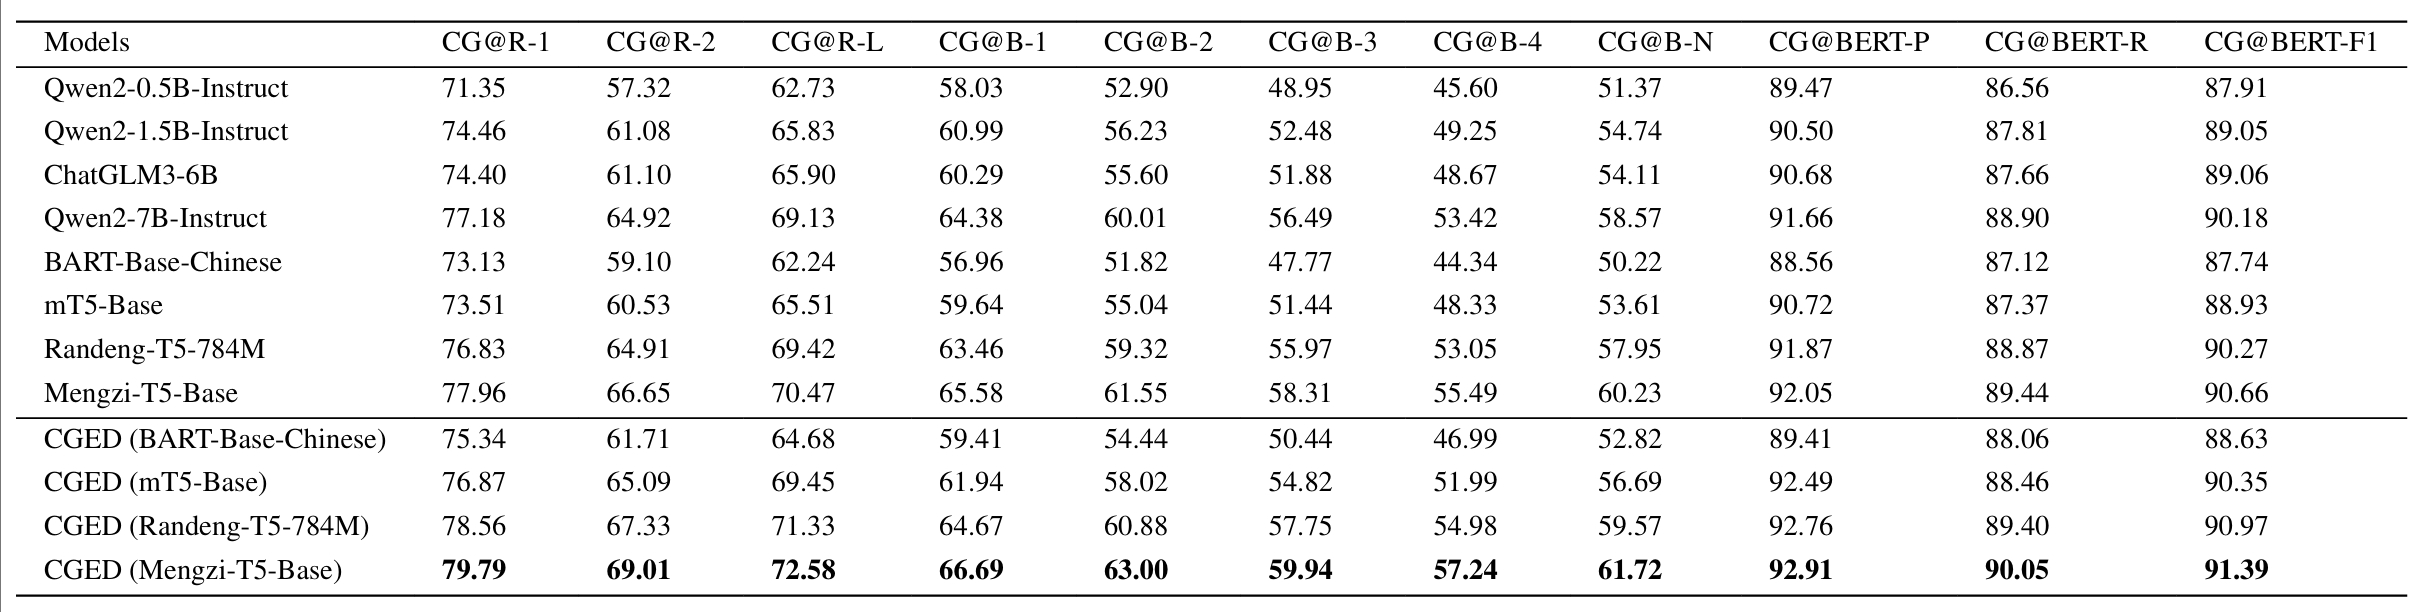 Models CG@R-1 CG@R-2 CG@R-L CG@B-1 CG@B-2 CG@B-3 CG@B-4 CG@B-N CG@BERT-P CG@BERT-R CG@BERT-F1
Qwen2-0.5B-Instruct 71.35 57.32 62.73 58.03 52.90 48.95 45.60 51.37 89.47 86.56 87.91
Qwen2-1.5B-Instruct 74.46 61.08 65.83 60.99 56.23 52.48 49.25 54.74 90.50 87.81 89.05
ChatGLM3-6B 74.40 61.10 65.90 60.29 55.60 51.88 48.67 54.11 90.68 87.66 89.06
Qwen2-7B-Instruct 77.18 64.92 69.13 64.38 60.01 56.49 53.42 58.57 91.66 88.90 90.18
BART-Base-Chinese 73.13 59.10 62.24 56.96 51.82 47.77 44.34 50.22 88.56 87.12 87.74
mT5-Base 73.51 60.53 65.51 59.64 55.04 51.44 48.33 53.61 90.72 87.37 88.93
Randeng-T5-784M 76.83 64.91 69.42 63.46 59.32 55.97 53.05 57.95 91.87 88.87 90.27
Mengzi-T5-Base 77.96 66.65 70.47 65.58 61.55 58.31 55.49 60.23 92.05 89.44 90.66
CGED (BART-Base-Chinese) 75.34 61.71 64.68 59.41 54.44 50.44 46.99 52.82 89.41 88.06 88.63
CGED (mT5-Base) 76.87 65.09 69.45 61.94 58.02 54.82 51.99 56.69 92.49 88.46 90.35
CGED (Randeng-T5-784M) 78.56 67.33 71.33 64.67 60.88 57.75 54.98 59.57 92.76 89.40 90.97
CGED (Mengzi-T5-Base) 79.79 69.01 72.58 66.69 63.00 59.94 57.24 61.72 92.91 90.05 91.39